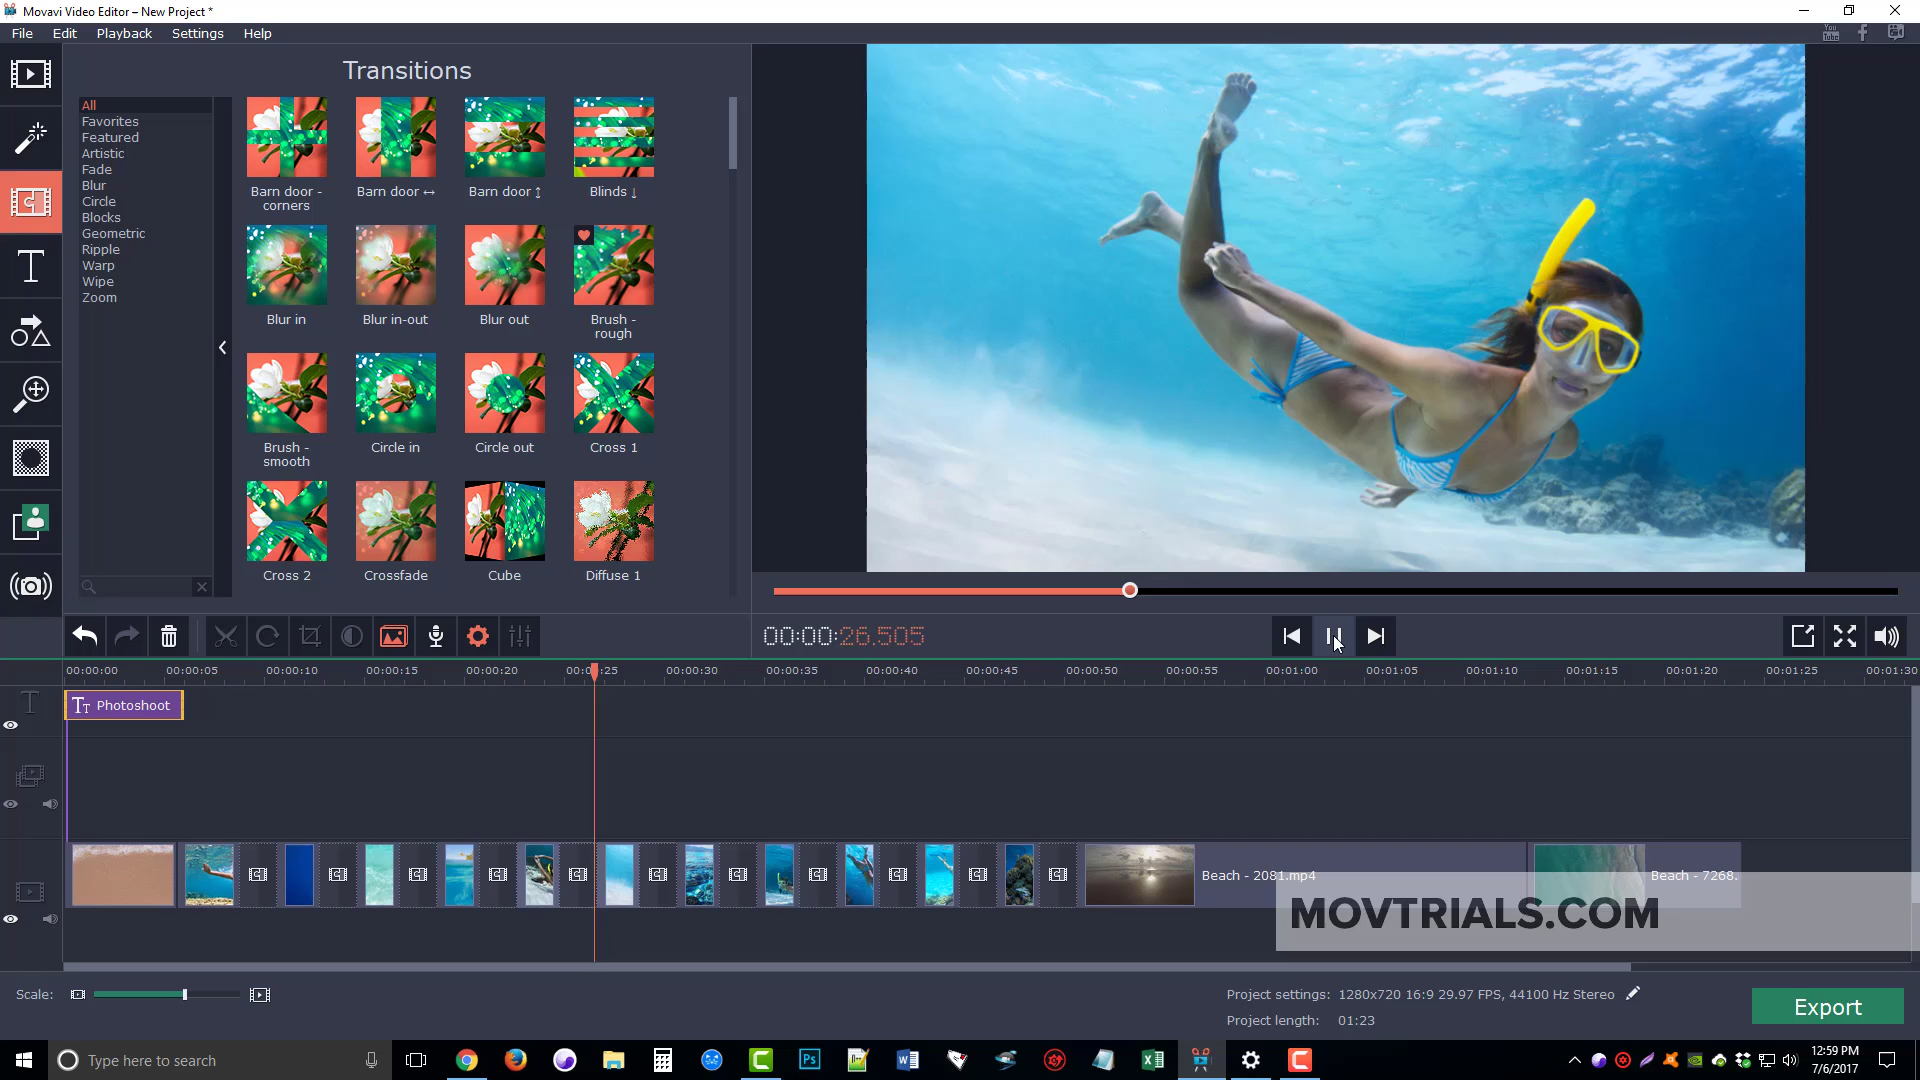 Movavi Video Editor – New Project *
File Edit Playback Settings Help
You
Tube
Transitions
All
Favorites
Featured
Artistic
Fade
Blur
Circle
Blocks
Geometric
Ripple
Warp
Wipe
Zoom
Barn door -
corners
Barn door ↔
Barn door ↕
Blinds ↓
Blur in
Blur in-out
Blur out
Brush -
rough
Brush -
smooth
Circle in
Circle out
Cross 1
Cross 2
Crossfade
Cube
Diffuse 1
00:00:26.505
00:00:00 00:00:05 00:00:10 00:00:15 00:00:20 00:00:25 00:00:30 00:00:35 00:00:40 00:00:45 00:00:50 00:00:55 00:01:00 00:01:05 00:01:10 00:01:15 00:01:20 00:01:25 00:01:30
Photoshoot
Beach - 2081.mp4
Beach - 7268.
MOVTRIALS.COM
Scale:
Project settings: 1280x720 16:9 29.97 FPS, 44100 Hz Stereo
Project length: 01:23
Export
Type here to search
Ps
12:59 PM
7/6/2017